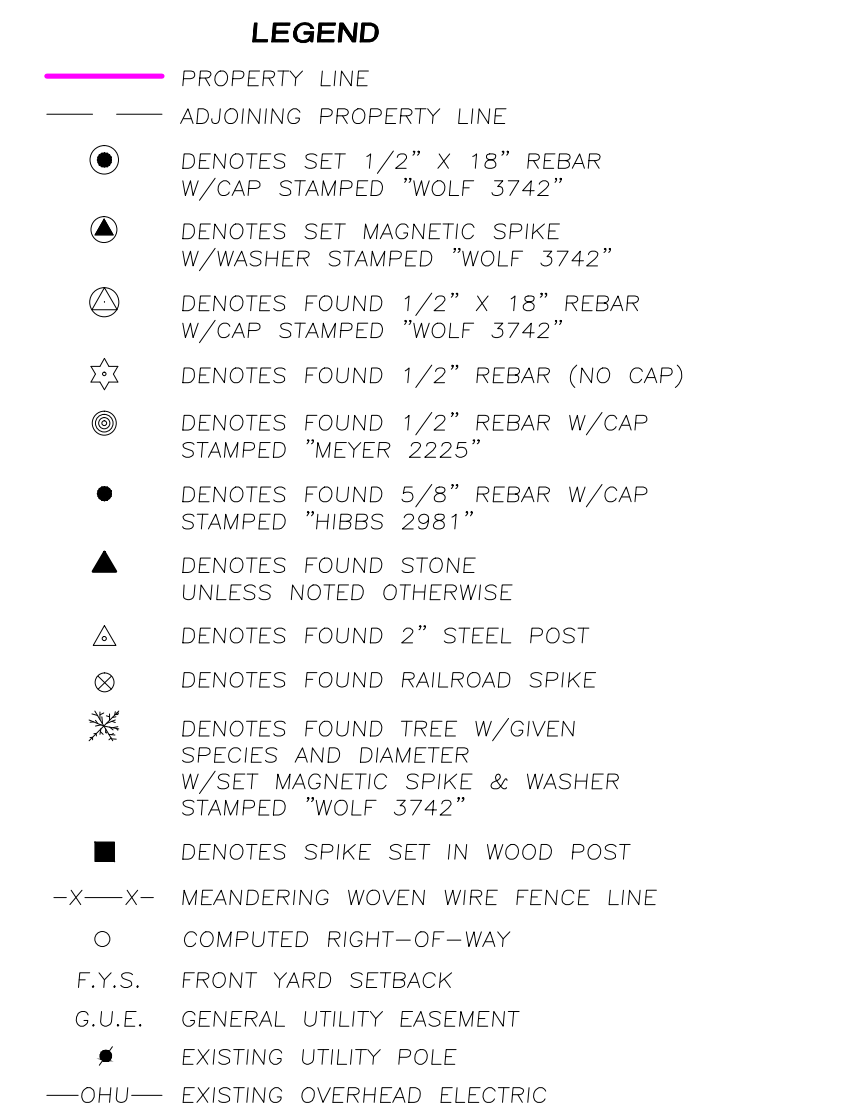 LEGEND
PROPERTY LINE
ADJOINING PROPERTY LINE
DENOTES SET 1/2" X 18" REBAR
W/CAP STAMPED "WOLF 3742"
DENOTES SET MAGNETIC SPIKE
W/WASHER STAMPED "WOLF 3742"
DENOTES FOUND 1/2" X 18" REBAR
W/CAP STAMPED "WOLF 3742"
DENOTES FOUND 1/2" REBAR (NO CAP)
DENOTES FOUND 1/2" REBAR W/CAP
STAMPED "MEYER 2225"
DENOTES FOUND 5/8" REBAR W/CAP
STAMPED "HIBBS 2981"
DENOTES FOUND STONE
UNLESS NOTED OTHERWISE
DENOTES FOUND 2" STEEL POST
DENOTES FOUND RAILROAD SPIKE
DENOTES FOUND TREE W/GIVEN
SPECIES AND DIAMETER
W/SET MAGNETIC SPIKE & WASHER
STAMPED "WOLF 3742"
DENOTES SPIKE SET IN WOOD POST
-X—X- MEANDERING WOVEN WIRE FENCE LINE
COMPUTED RIGHT-OF-WAY
F.Y.S. FRONT YARD SETBACK
G.U.E. GENERAL UTILITY EASEMENT
EXISTING UTILITY POLE
—OHU— EXISTING OVERHEAD ELECTRIC